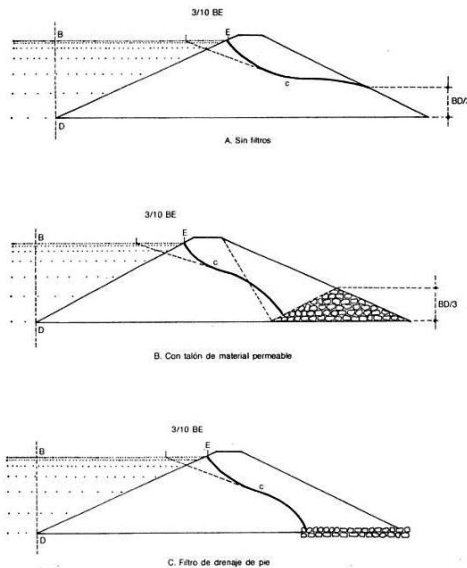 3/10 BE
B
E
c
BD/3
D
A. Sin filtros
3/10 BE
B
E
c
BD/3
D
B. Con talón de material permeable
3/10 BE
B
E
c
D
C. Filtro de drenaje de pie